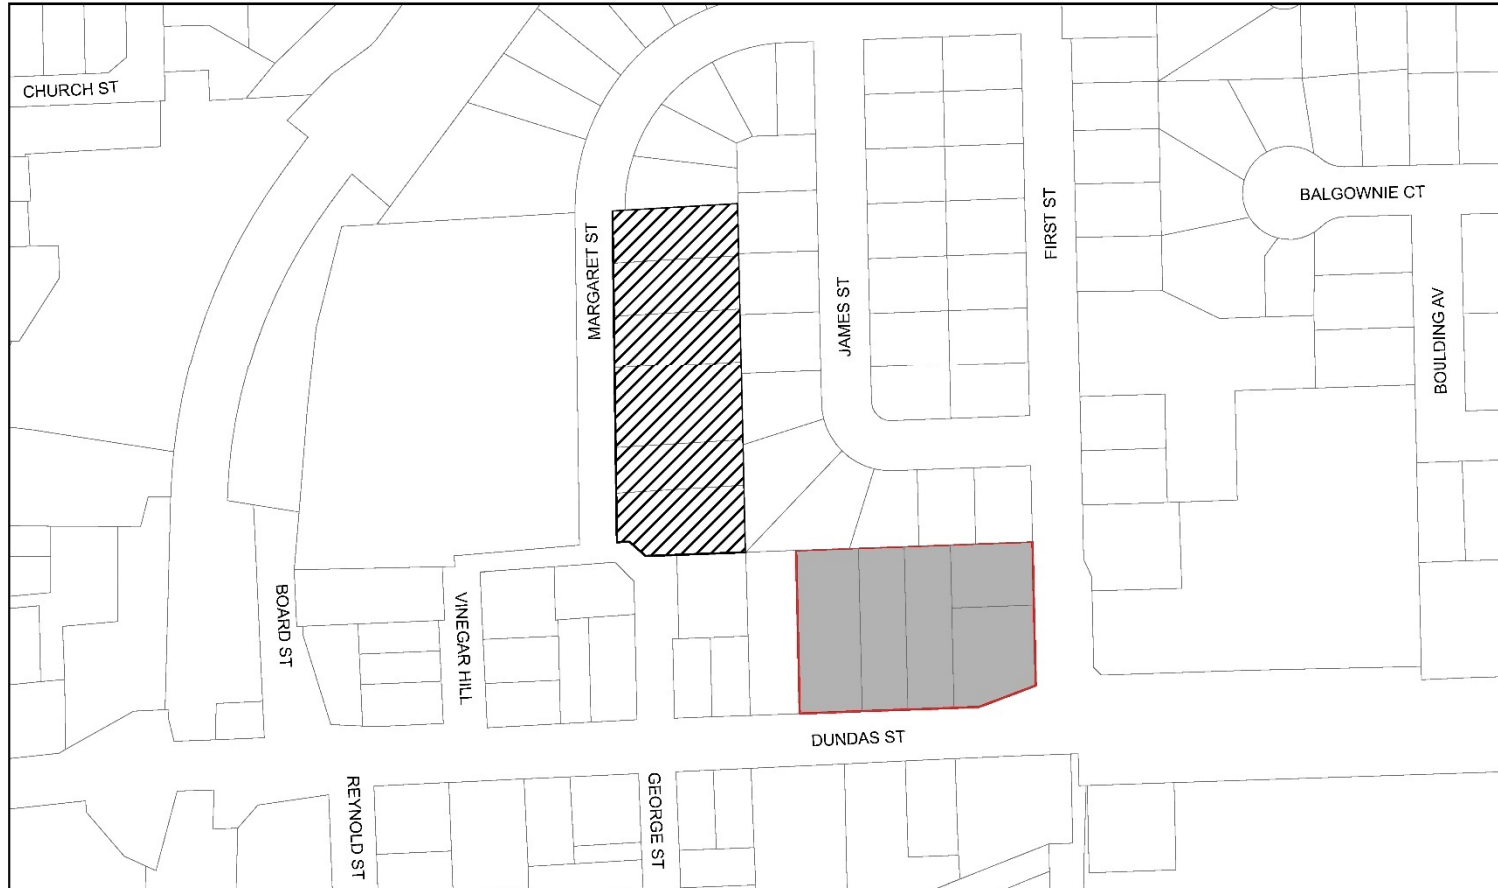 CHURCH ST
BALGOWNIE CT
FIRST ST
MARGARET ST
JAMES ST
BOULDING AV
BOARD ST
VINEGAR HILL
DUNDAS ST
REYNOLD ST
GEORGE ST